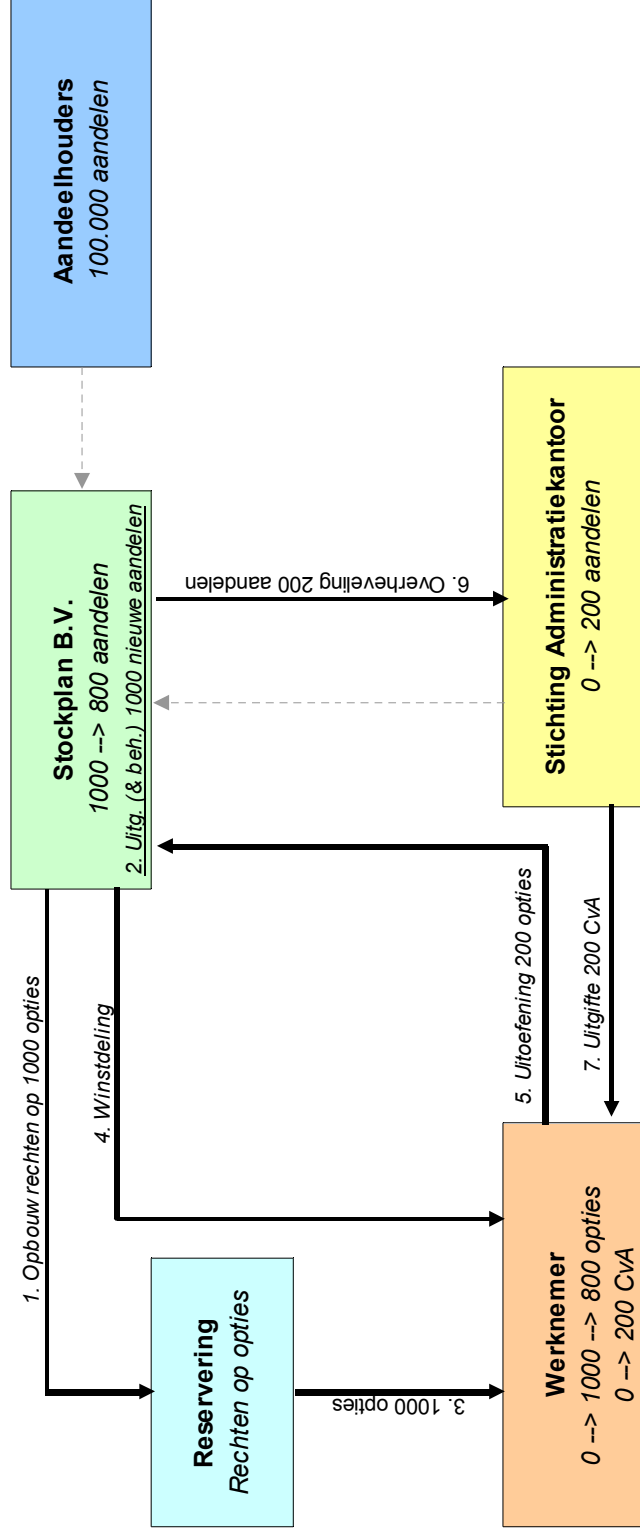 Reservering
Rechten op opties
1. Opbouw rechten op 1000 opties
4. Winstdeling
Stockplan B.V.
1000 --> 800 aandelen
2. Uitg. (& beh.) 1000 nieuwe aandelen
Aandeelhouders
100.000 aandelen
3. 1000 opties
6. Overheveling 200 aandelen
Werknemer
0 --> 1000 --> 800 opties
0 --> 200 CvA
5. Uitoefening 200 opties
7. Uitgifte 200 CvA
Stichting Administratiekantoor
0 --> 200 aandelen